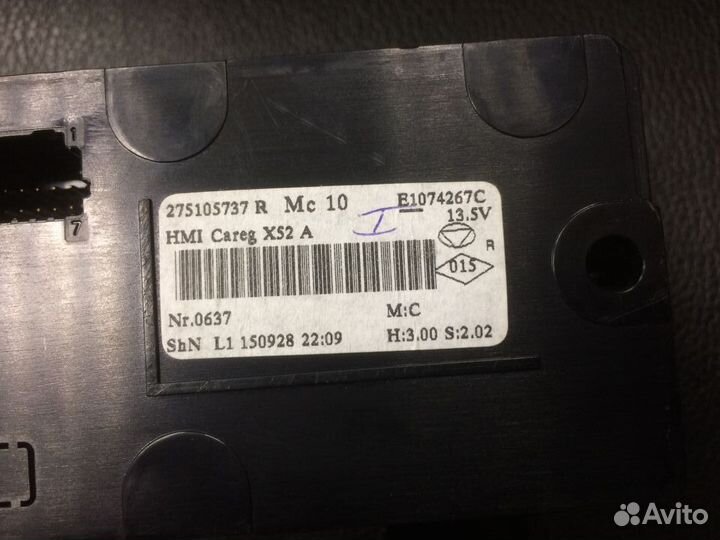 1
7
275105737 R Mc 10 E1074267C
13.5V
HMI Careg X52 A
I
R
015
Nr.0637 M:C
ShN L1 150928 22:09 H:3.00 S:2.02
Avito